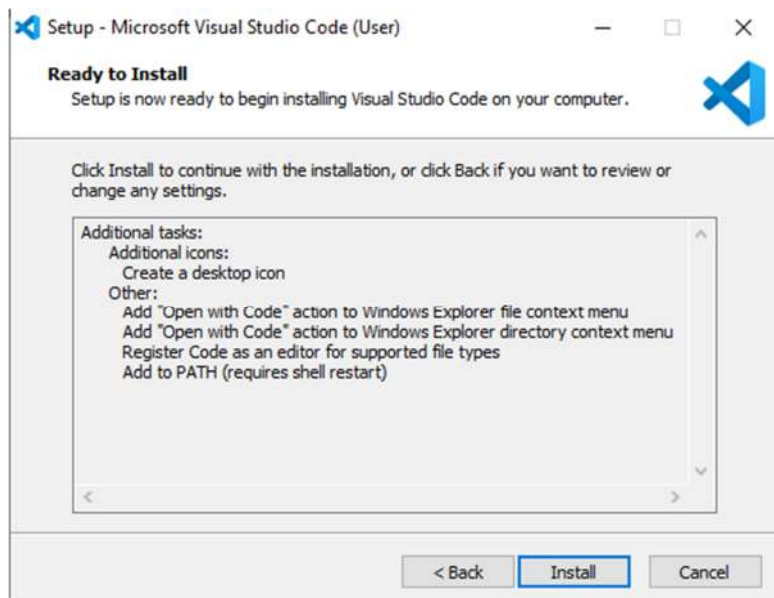 Setup - Microsoft Visual Studio Code (User)
Ready to Install
Setup is now ready to begin installing Visual Studio Code on your computer.
Click Install to continue with the installation, or click Back if you want to review or
change any settings.
Additional tasks:
Additional icons:
Create a desktop icon
Other:
Add "Open with Code" action to Windows Explorer file context menu
Add "Open with Code" action to Windows Explorer directory context menu
Register Code as an editor for supported file types
Add to PATH (requires shell restart)
< Back Install Cancel